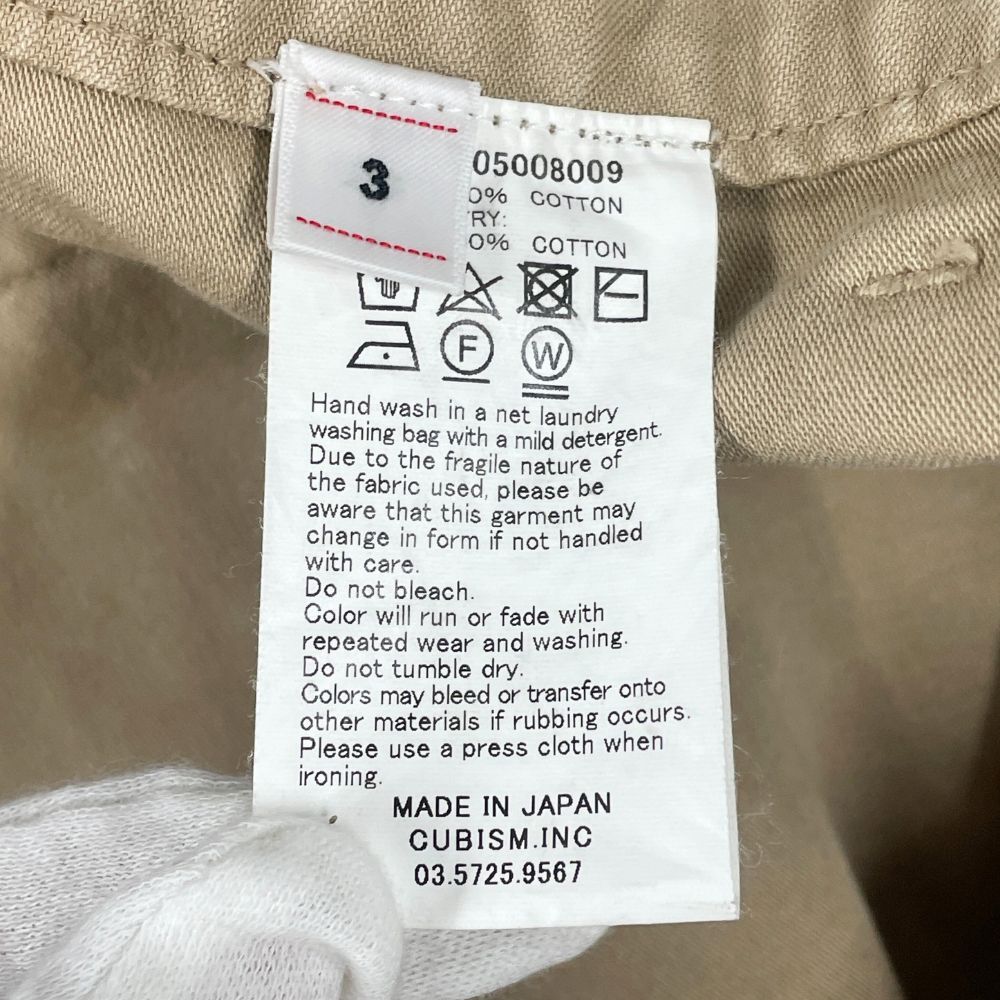 3
05008009
0% COTTON
RY:
0% COTTON
F
W
Hand wash in a net laundry
washing bag with a mild detergent.
Due to the fragile nature of
the fabric used, please be
aware that this garment may
change in form if not handled
with care.
Do not bleach.
Color will run or fade with
repeated wear and washing.
Do not tumble dry.
Colors may bleed or transfer onto
other materials if rubbing occurs.
Please use a press cloth when
ironing.
MADE IN JAPAN
CUBISM.INC
03.5725.9567